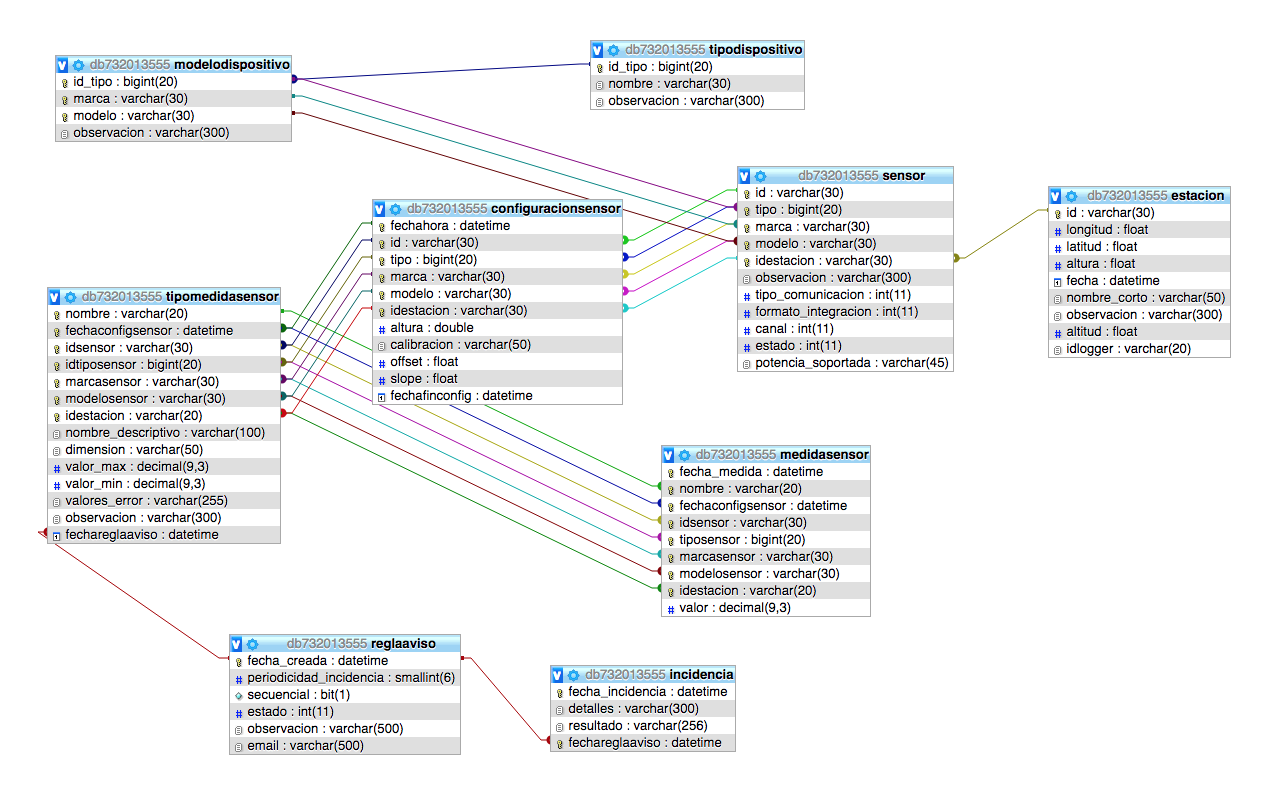 db732013555 tipodispositivo
id_tipo : bigint(20)
nombre : varchar(30)
observacion : varchar(300)
db732013555 modelodispositivo
id_tipo : bigint(20)
marca : varchar(30)
modelo : varchar(30)
observacion : varchar(300)
db732013555 sensor
id : varchar(30)
tipo : bigint(20)
marca : varchar(30)
modelo : varchar(30)
idestacion : varchar(30)
observacion : varchar(300)
tipo_comunicacion : int(11)
formato_integracion : int(11)
canal : int(11)
estado : int(11)
potencia_soportada : varchar(45)
db732013555 estacion
id : varchar(30)
longitud : float
latitud : float
altura : float
fecha : datetime
nombre_corto : varchar(50)
observacion : varchar(300)
altitud : float
idlogger : varchar(20)
db732013555 configuracionsensor
fechahora : datetime
id : varchar(30)
tipo : bigint(20)
marca : varchar(30)
modelo : varchar(30)
idestacion : varchar(30)
altura : double
calibracion : varchar(50)
offset : float
slope : float
fechafinconfig : datetime
db732013555 tipomedidasensor
nombre : varchar(20)
fechaconfigsensor : datetime
idsensor : varchar(30)
idtiposensor : bigint(20)
marcasensor : varchar(30)
modelosensor : varchar(30)
idestacion : varchar(20)
nombre_descriptivo : varchar(100)
dimension : varchar(50)
valor_max : decimal(9,3)
valor_min : decimal(9,3)
valores_error : varchar(255)
observacion : varchar(300)
fechareglaaviso : datetime
db732013555 medidasensor
fecha_medida : datetime
nombre : varchar(20)
fechaconfigsensor : datetime
idsensor : varchar(30)
tiposensor : bigint(20)
marcasensor : varchar(30)
modelosensor : varchar(30)
idestacion : varchar(20)
valor : decimal(9,3)
db732013555 reglaaviso
fecha_creada : datetime
periodicidad_incidencia : smallint(6)
secuencial : bit(1)
estado : int(11)
observacion : varchar(500)
email : varchar(500)
db732013555 incidencia
fecha_incidencia : datetime
detalles : varchar(300)
resultado : varchar(256)
fechareglaaviso : datetime